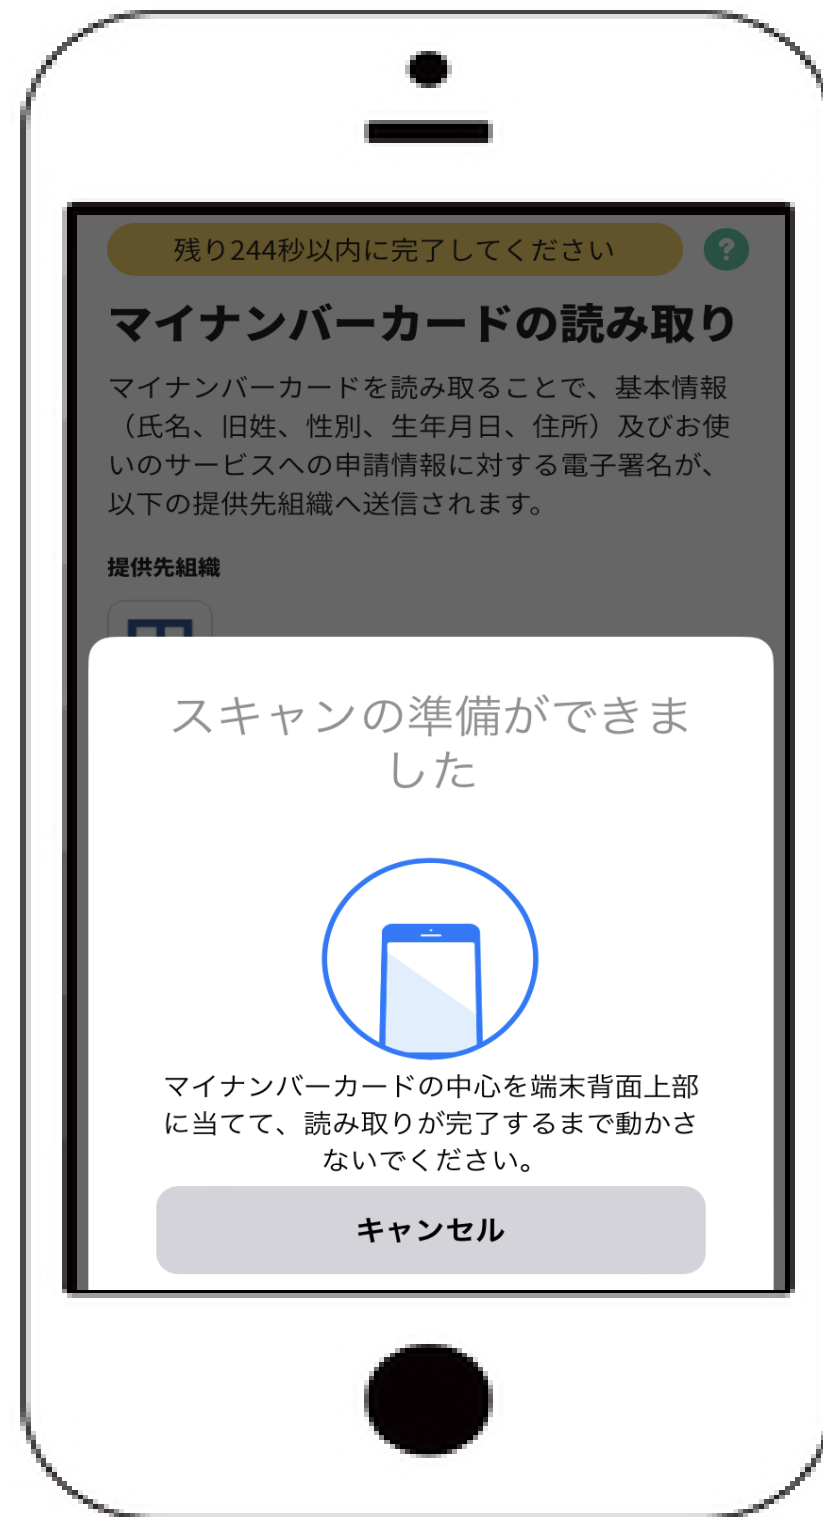 残り244秒以内に完了してください
?
マイナンバーカードの読み取り
マイナンバーカードを読み取ることで、基本情報
（氏名、旧姓、性別、生年月日、住所）及びお使
いのサービスへの申請情報に対する電子署名が、
以下の提供先組織へ送信されます。
提供先組織
スキャンの準備ができま
した
マイナンバーカードの中心を端末背面上部
に当てて、読み取りが完了するまで動かさ
ないでください。
キャンセル